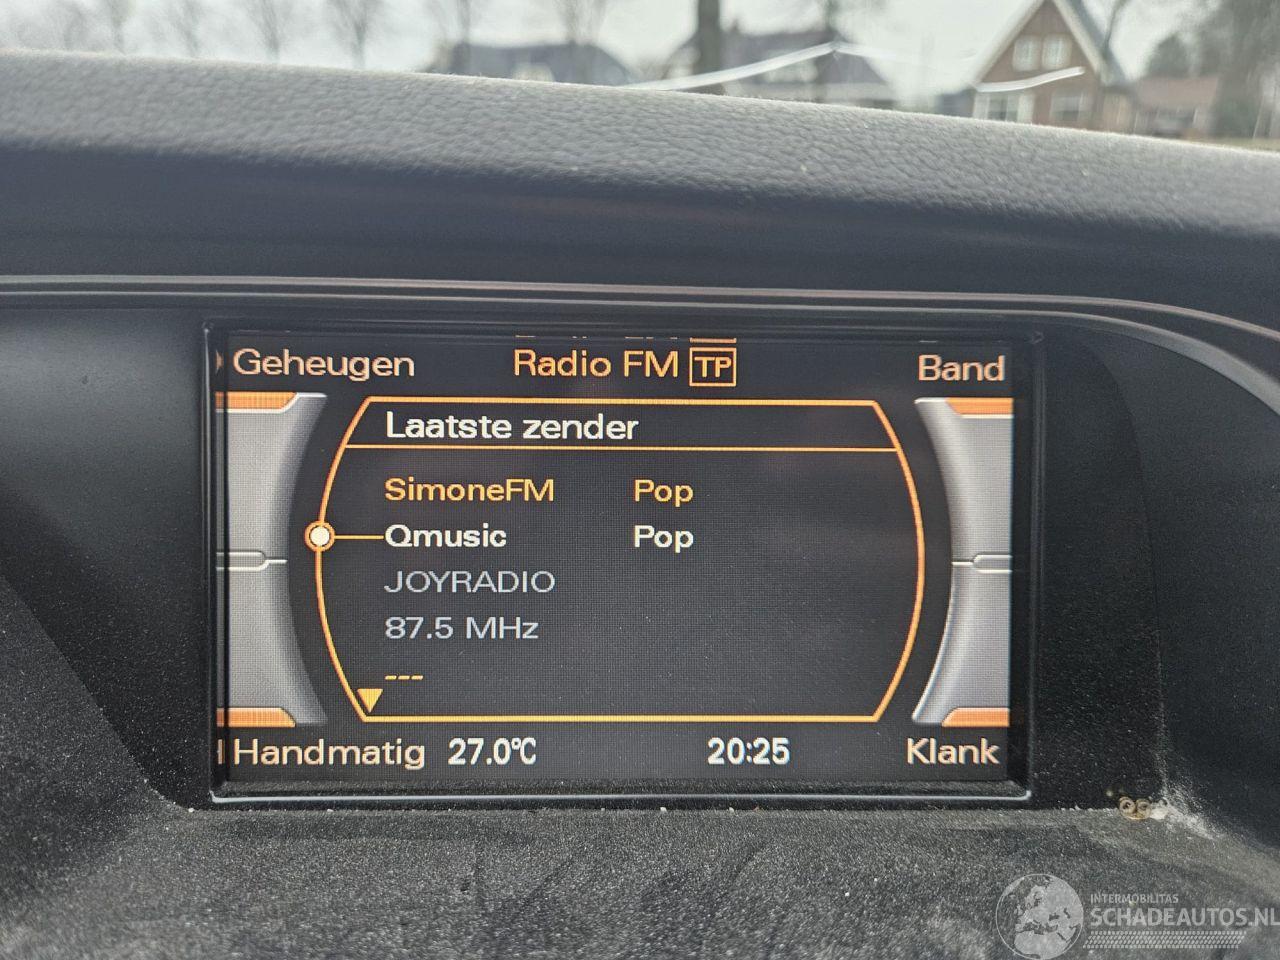 Geheugen Radio FM TP Band
Laatste zender
SimoneFM Pop
Qmusic Pop
JOYRADIO
87.5 MHz
---
Handmatig 27.0°C 20:25 Klank
INTERMOBILITAS
SCHADEAUTOS.NL